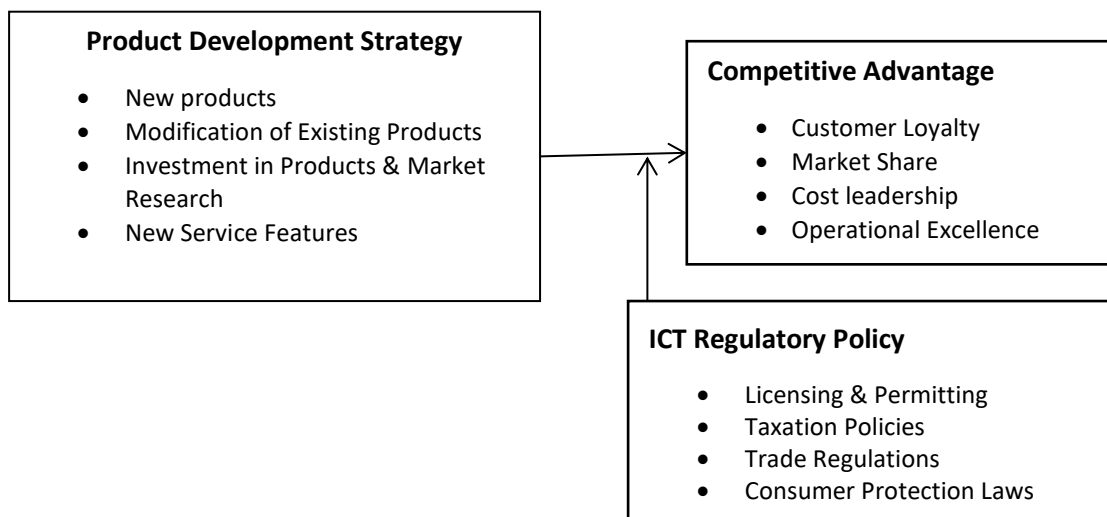 Product Development Strategy
• New products
• Modification of Existing Products
• Investment in Products & Market
Research
• New Service Features
Competitive Advantage
• Customer Loyalty
• Market Share
• Cost leadership
• Operational Excellence
ICT Regulatory Policy
• Licensing & Permitting
• Taxation Policies
• Trade Regulations
• Consumer Protection Laws